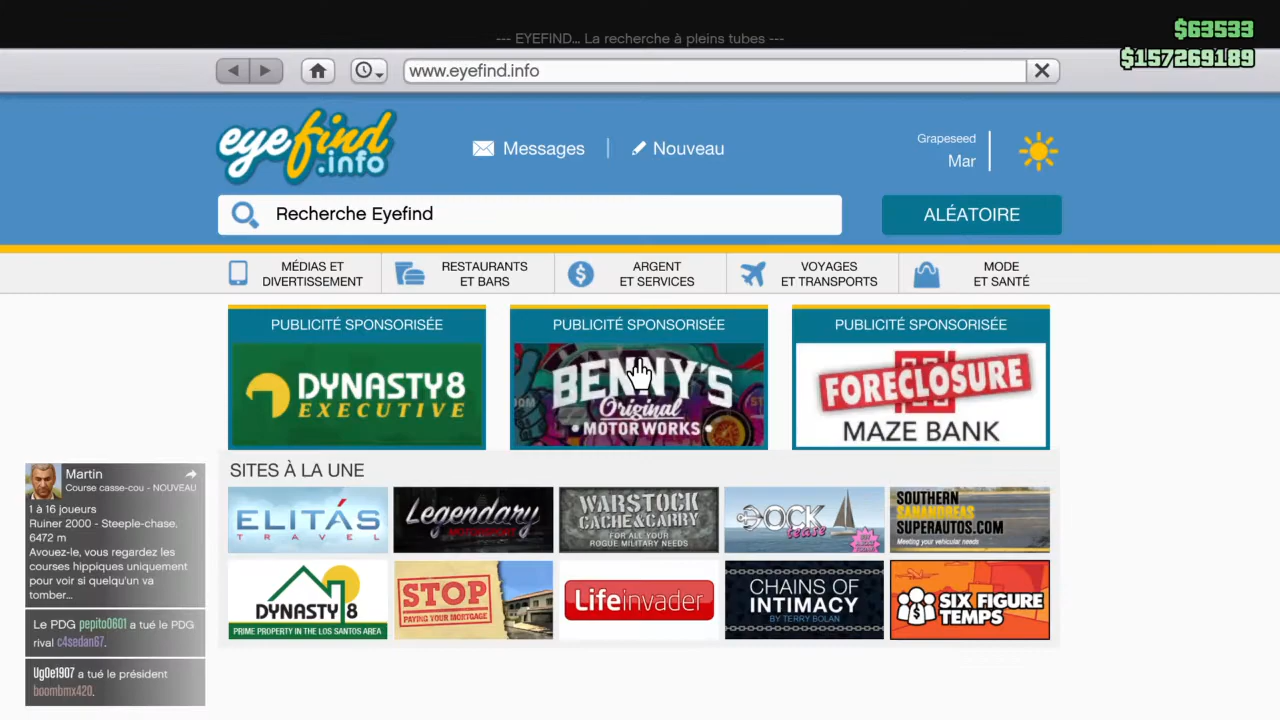 --- EYEFIND... La recherche à pleins tubes ---
$63533
$157269189
www.eyefind.info
eyefind
.info
Messages
Nouveau
Grapeseed
Mar
Recherche Eyefind
ALÉATOIRE
MÉDIAS ET
DIVERTISSEMENT
RESTAURANTS
ET BARS
ARGENT
ET SERVICES
VOYAGES
ET TRANSPORTS
MODE
ET SANTÉ
PUBLICITÉ SPONSORISÉE
DYNASTY8
EXECUTIVE
PUBLICITÉ SPONSORISÉE
BENNY'S
Original
MOTORWORKS
PUBLICITÉ SPONSORISÉE
FORECLOSURE
MAZE BANK
SITES À LA UNE
ELITÁS
TRAVEL
Legendary
MOTORSPORT
WARSTOCK
CACHE & CARRY
FOR ALL YOUR
ROGUE MILITARY NEEDS
DOCK
tease
SOUTHERN
SANANDREAS
SUPERAUTOS.COM
Meeting your vehicular needs
DYNASTY 8
PRIME PROPERTY IN THE LOS SANTOS AREA
STOP
PAYING YOUR MORTGAGE
Lifeinvader
CHAINS OF
INTIMACY
BY TERRY BOLAN
SIX FIGURE
TEMPS
Martin
Course casse-cou - NOUVEAU
1 à 16 joueurs
Ruiner 2000 - Steeple-chase,
6472 m
Avouez-le, vous regardez les
courses hippiques uniquement
pour voir si quelqu'un va
tomber...
Le PDG pepito0601 a tué le PDG
rival c4sedan67.
Ug0e1907 a tué le président
boombmx420.